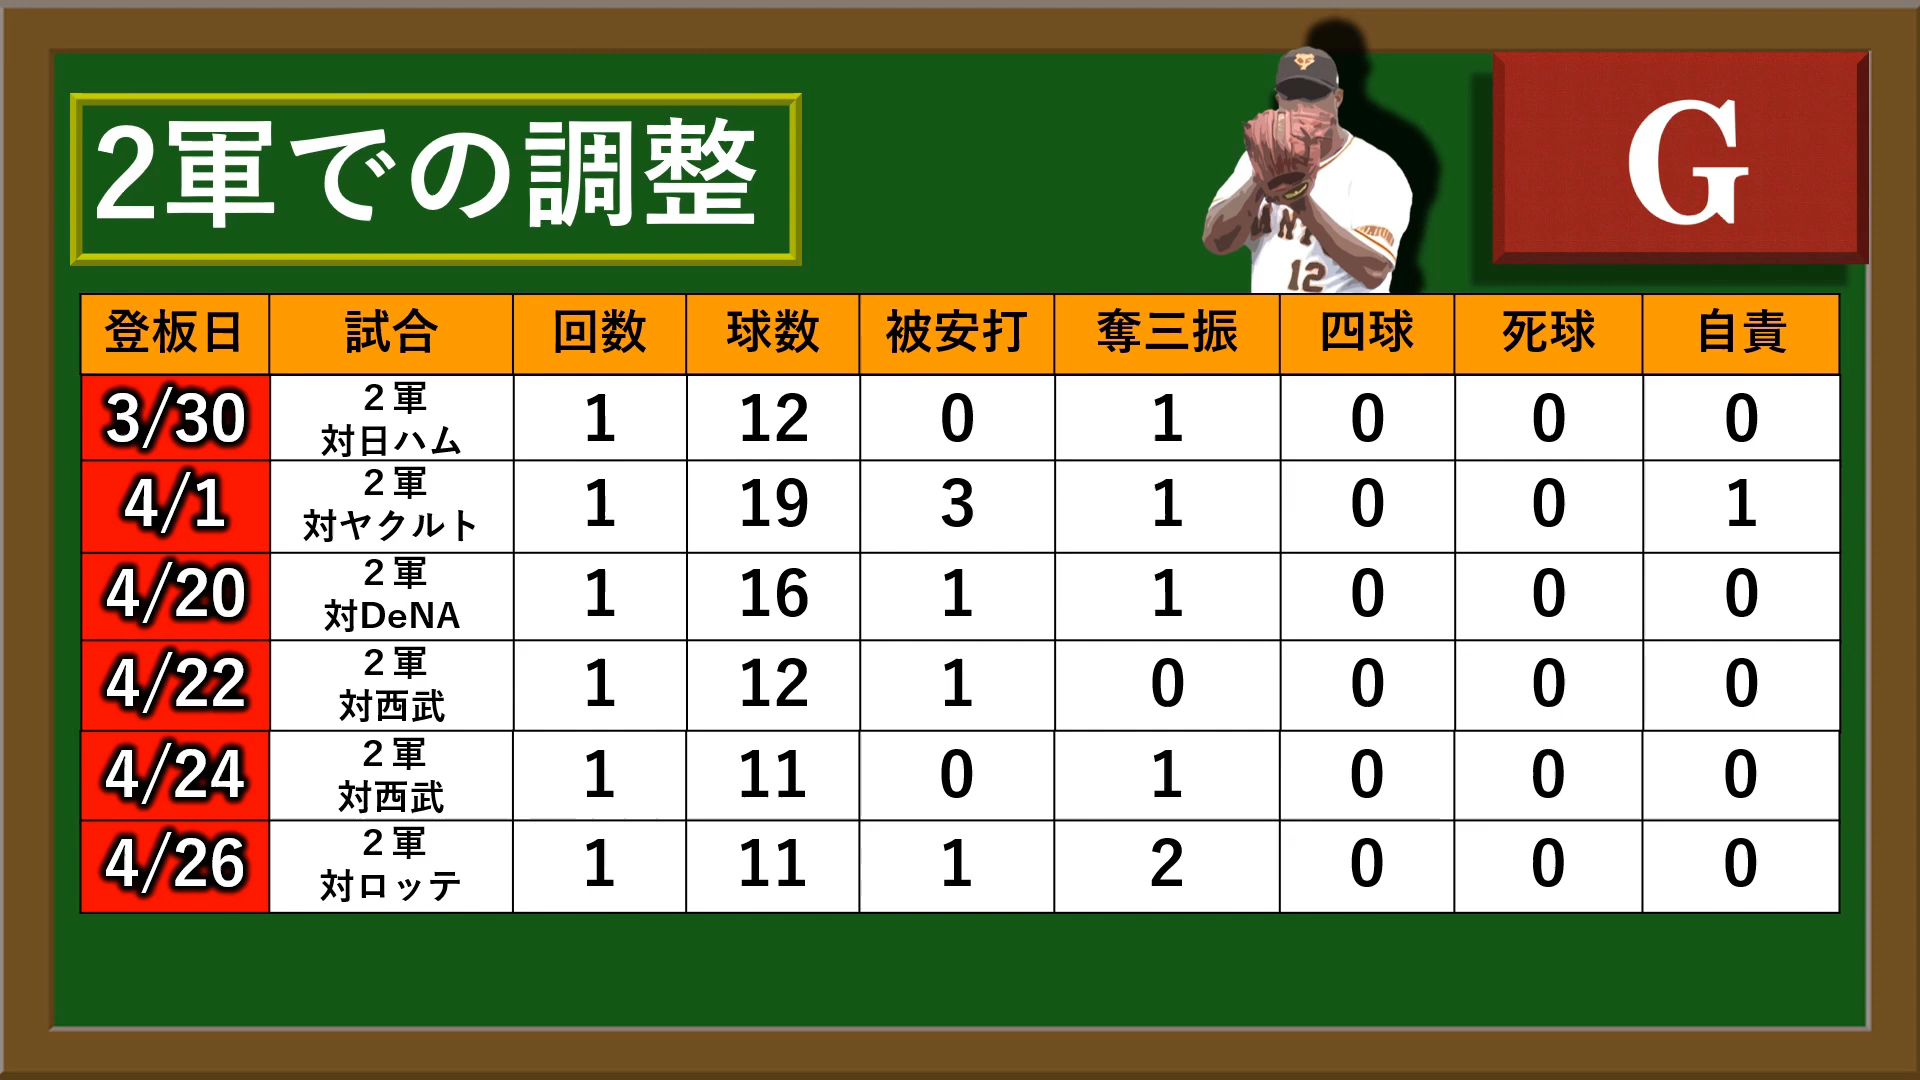 2軍での調整
G
ANT
12
登板日 試合 回数 球数 被安打 奪三振 四球 死球 自責
3/30 2軍 対日ハム 1 12 0 1 0 0 0
4/1 2軍 対ヤクルト 1 19 3 1 0 0 1
4/20 2軍 対DeNA 1 16 1 1 0 0 0
4/22 2軍 対西武 1 12 1 0 0 0 0
4/24 2軍 対西武 1 11 0 1 0 0 0
4/26 2軍 対ロッテ 1 11 1 2 0 0 0